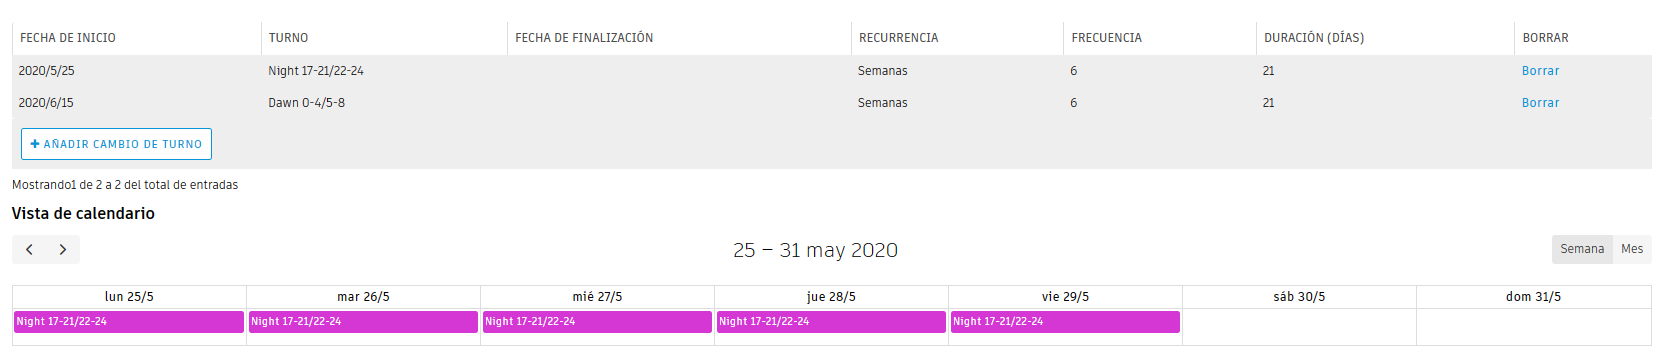 FECHA DE INICIO TURNO FECHA DE FINALIZACIÓN RECURRENCIA FRECUENCIA DURACIÓN (DÍAS) BORRAR
2020/5/25 Night 17-21/22-24 Semanas 6 21 Borrar
2020/6/15 Dawn 0-4/5-8 Semanas 6 21 Borrar
+ AÑADIR CAMBIO DE TURNO
Mostrando1 de 2 a 2 del total de entradas
Vista de calendario
25 – 31 may 2020 Semana Mes
lun 25/5 mar 26/5 mié 27/5 jue 28/5 vie 29/5 sáb 30/5 dom 31/5
Night 17-21/22-24 Night 17-21/22-24 Night 17-21/22-24 Night 17-21/22-24 Night 17-21/22-24